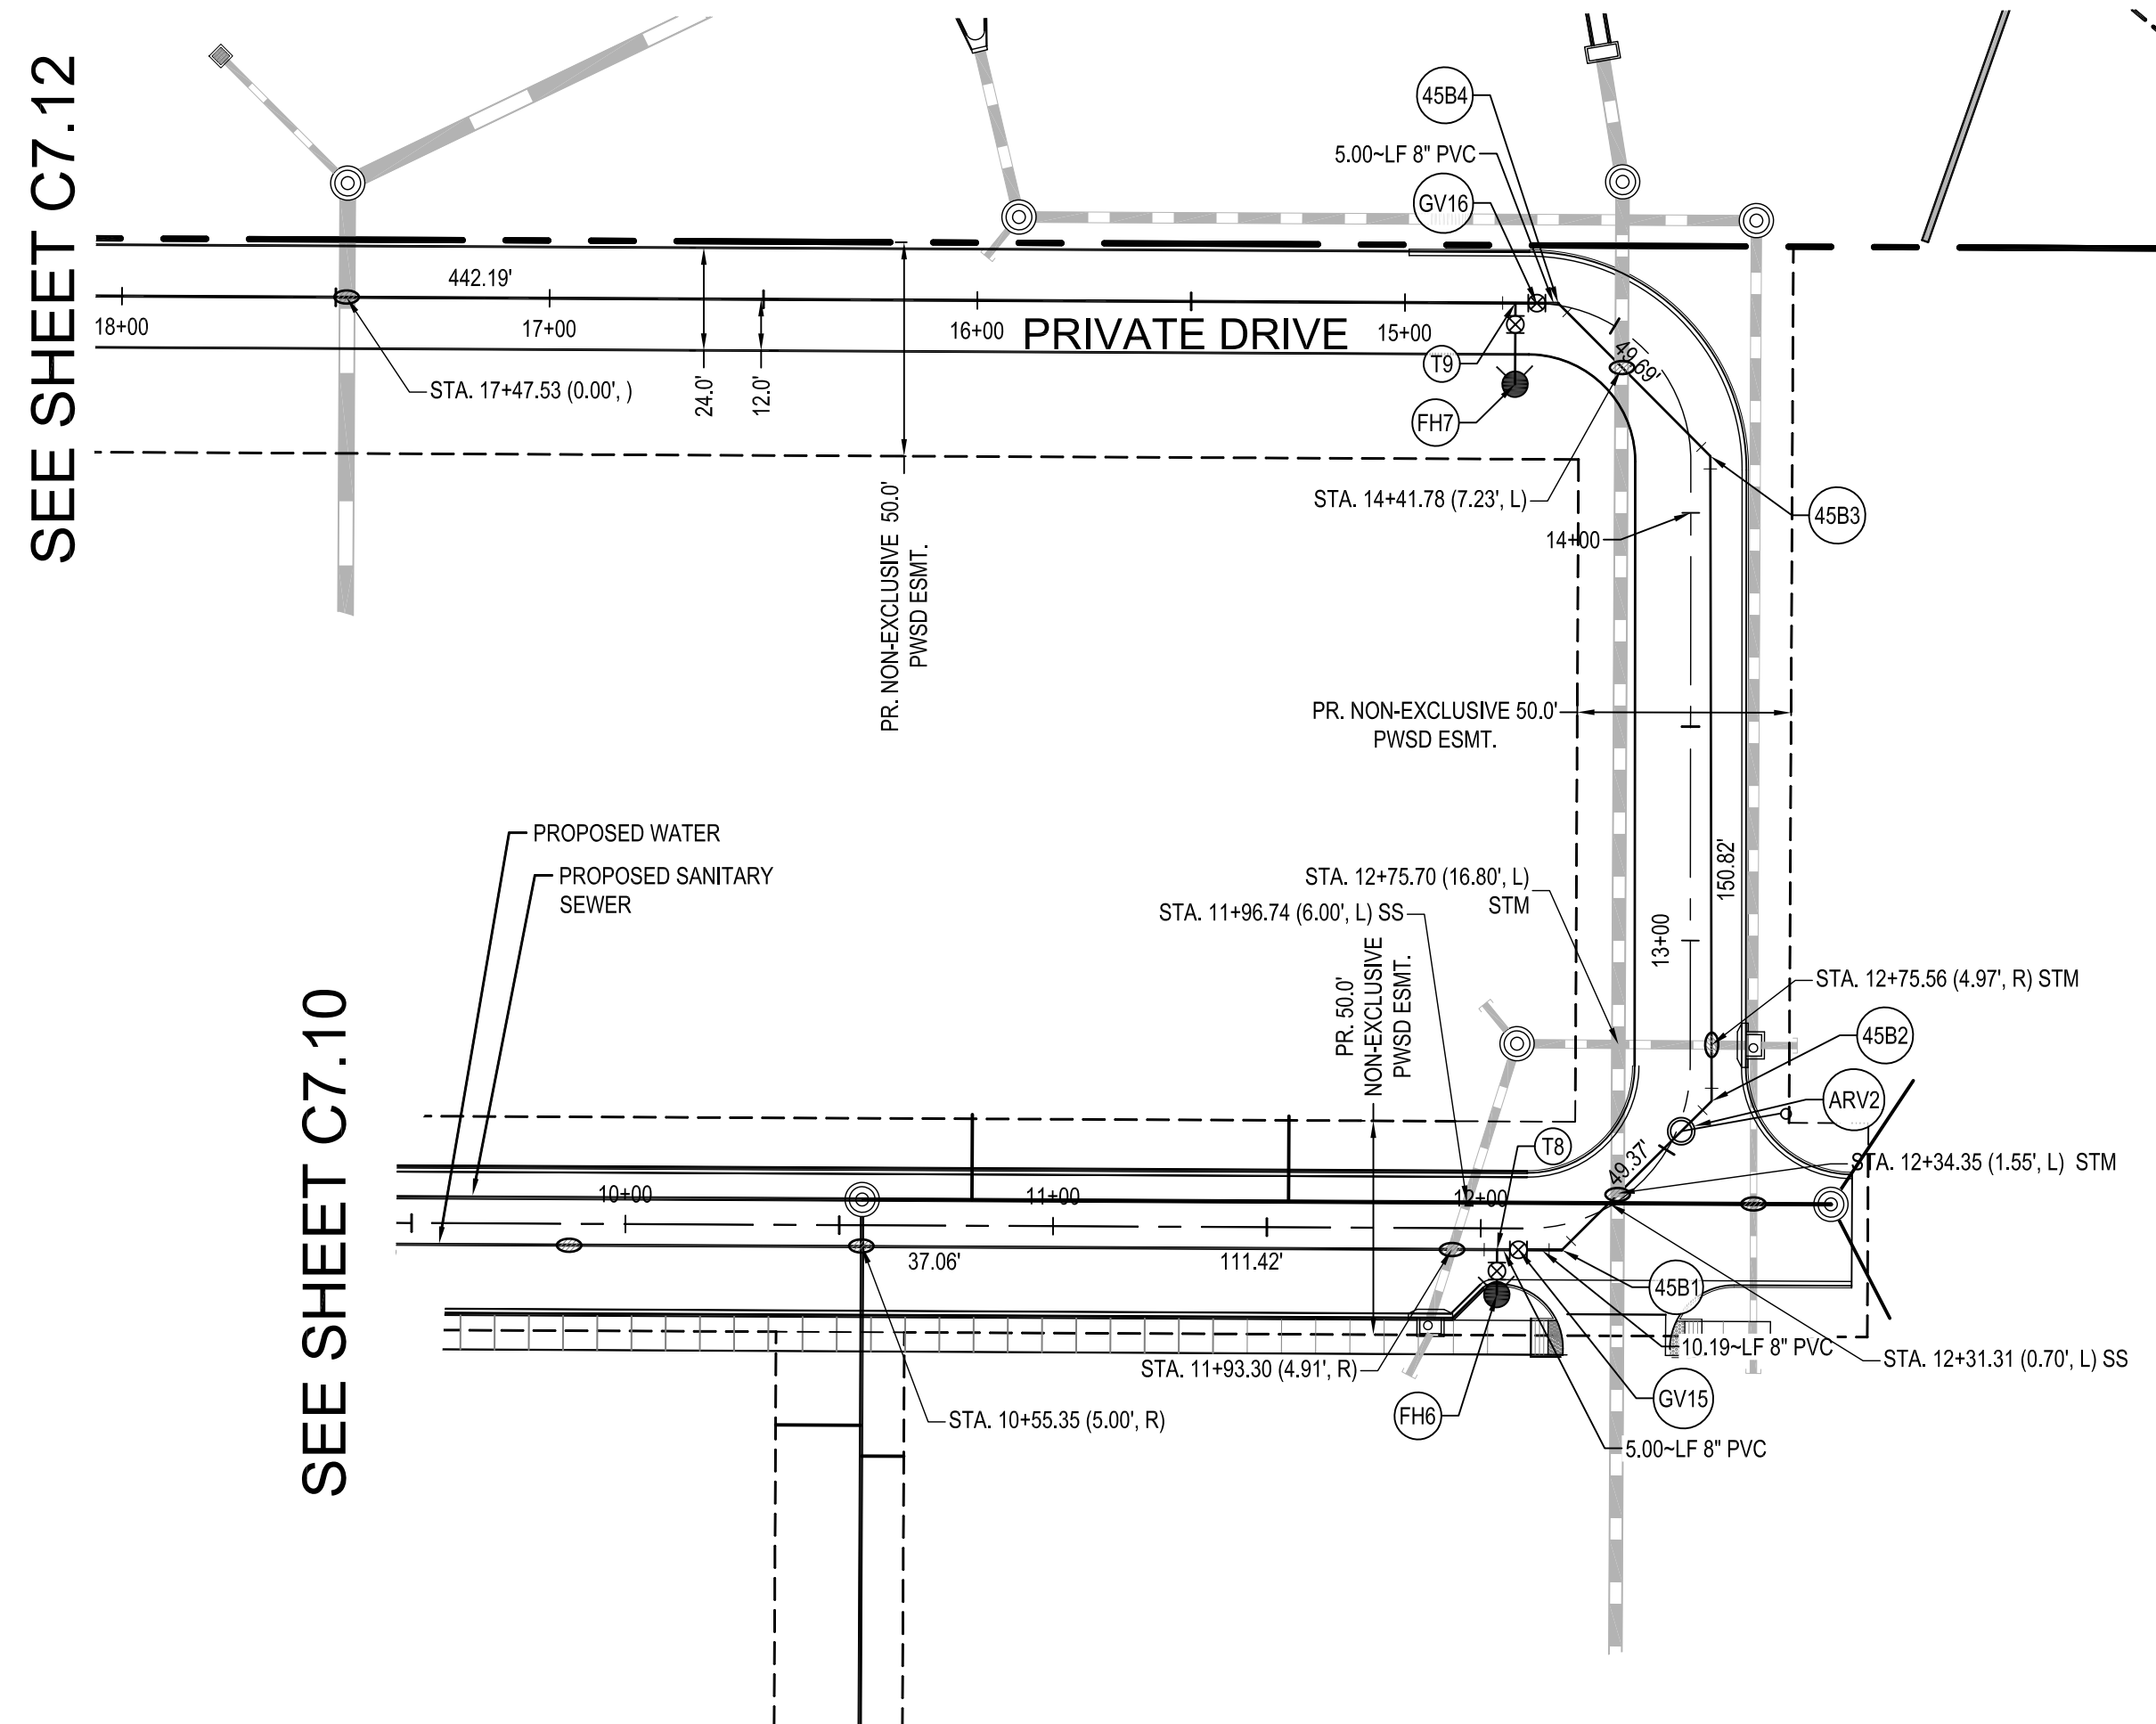 SEE SHEET C7.12
45B4
5.00~LF 8" PVC
GV16
442.19'
18+00
17+00
16+00
PRIVATE DRIVE
15+00
T9
49.69'
STA. 17+47.53 (0.00', )
24.0'
12.0'
FH7
STA. 14+41.78 (7.23', L)
45B3
14+00
PR. NON-EXCLUSIVE 50.0'
PWSD ESMT.
PR. NON-EXCLUSIVE 50.0'
PWSD ESMT.
PROPOSED WATER
PROPOSED SANITARY
SEWER
150.82'
STA. 12+75.70 (16.80', L)
STM
STA. 11+96.74 (6.00', L) SS
13+00
PR. 50.0'
NON-EXCLUSIVE
PWSD ESMT.
STA. 12+75.56 (4.97', R) STM
45B2
ARV2
SEE SHEET C7.10
T8
49.37'
STA. 12+34.35 (1.55', L) STM
10+00
11+00
12+00
37.06'
111.42'
45B1
10.19~LF 8" PVC
STA. 12+31.31 (0.70', L) SS
STA. 11+93.30 (4.91', R)
GV15
FH6
STA. 10+55.35 (5.00', R)
5.00~LF 8" PVC